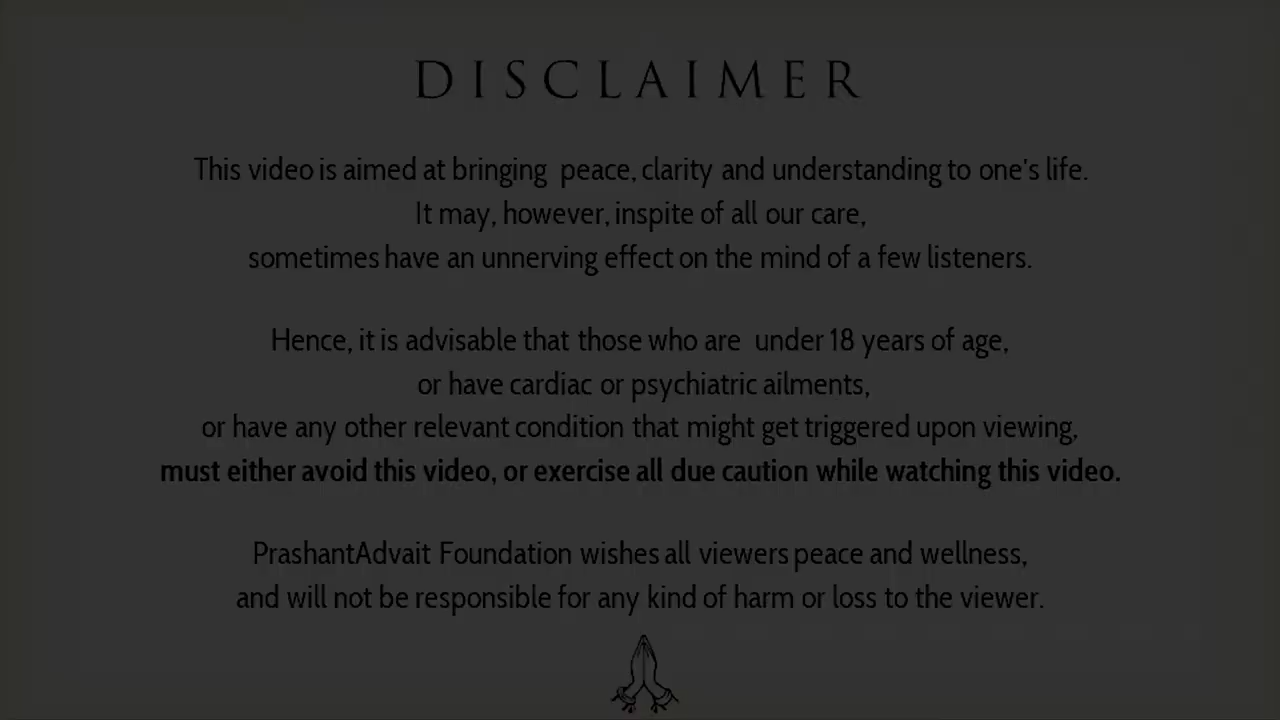 DISCLAIMER
This video is aimed at bringing peace, clarity and understanding to one's life.
It may, however, inspite of all our care,
sometimes have an unnerving effect on the mind of a few listeners.
Hence, it is advisable that those who are under 18 years of age,
or have cardiac or psychiatric ailments,
or have any other relevant condition that might get triggered upon viewing,
must either avoid this video, or exercise all due caution while watching this video.
PrashantAdvait Foundation wishes all viewers peace and wellness,
and will not be responsible for any kind of harm or loss to the viewer.